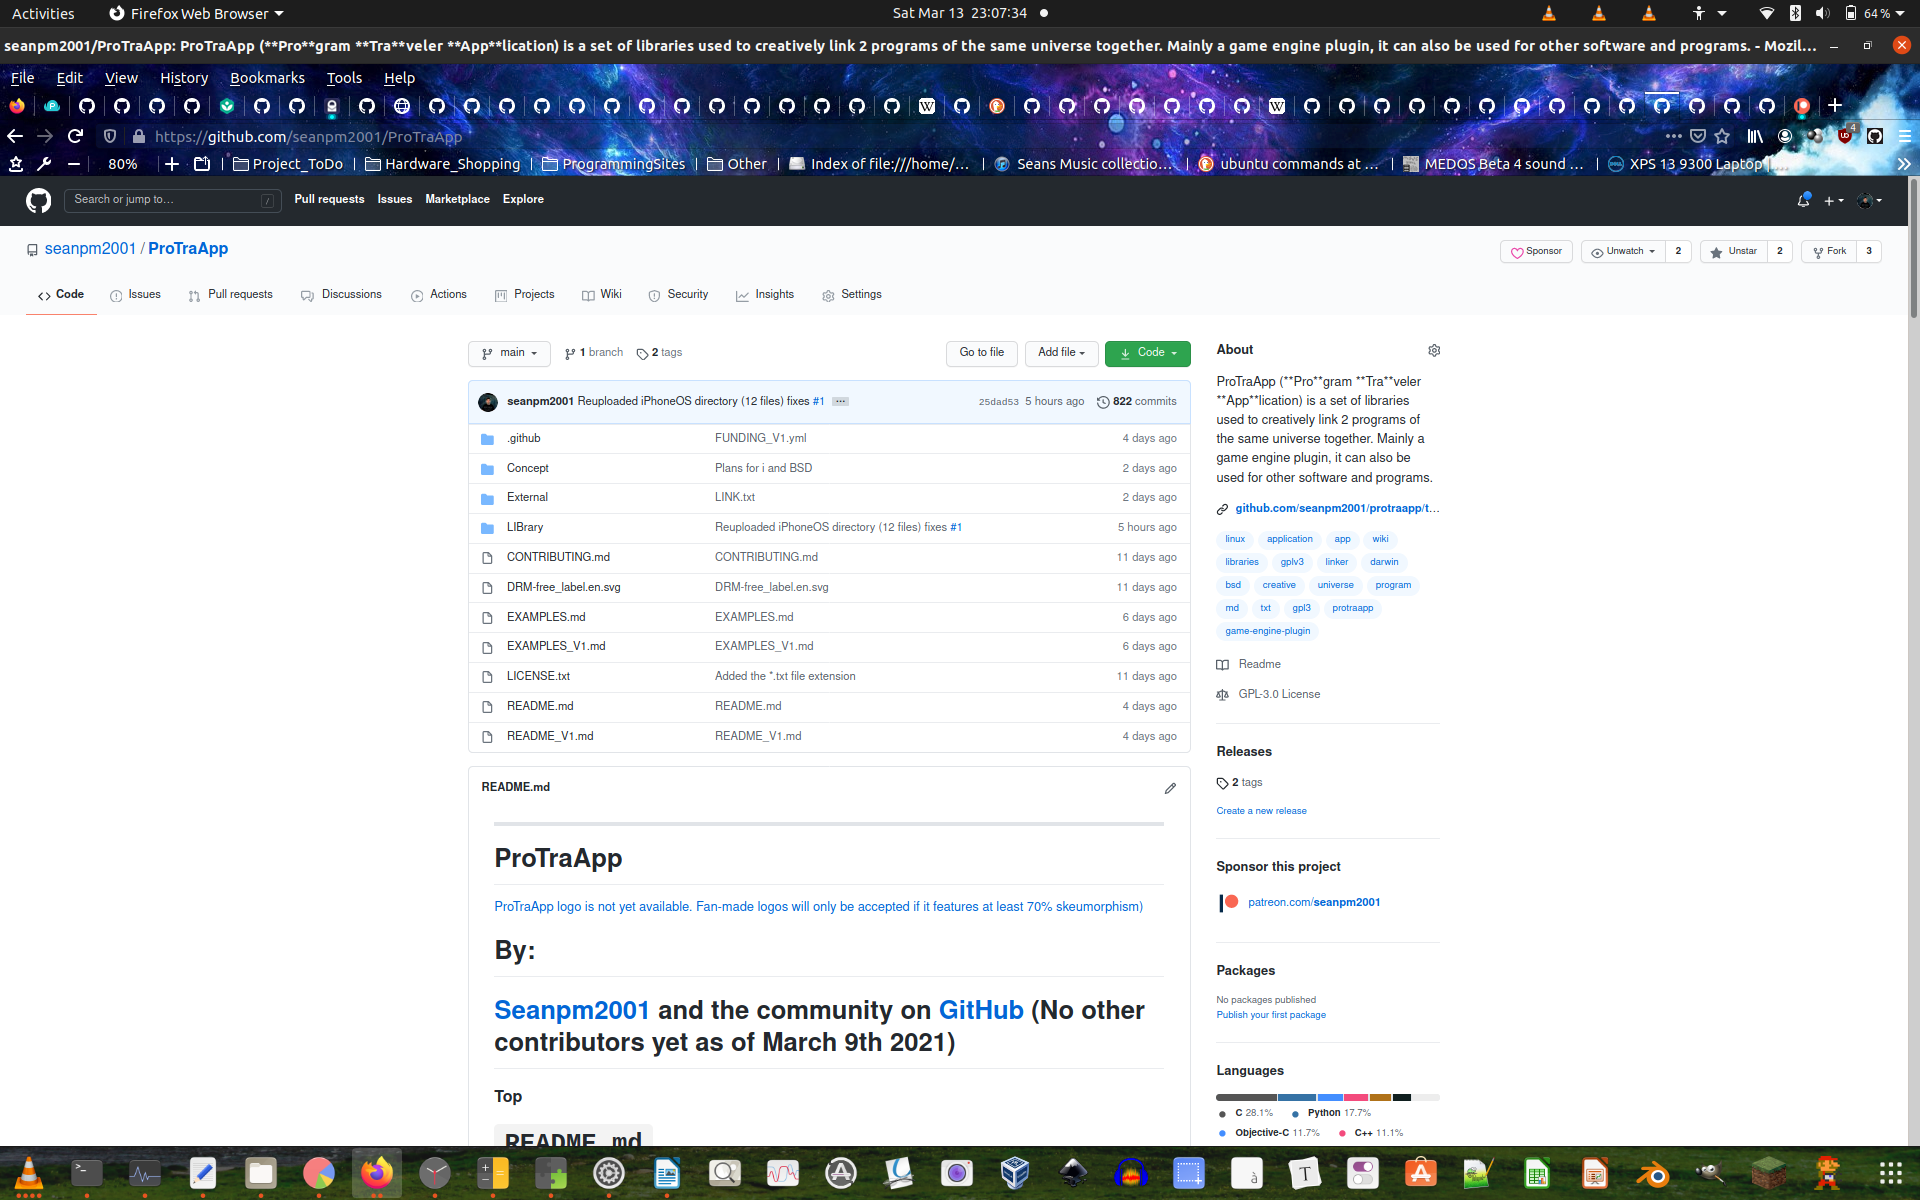 Activities
Firefox Web Browser
Sat Mar 13 23:07:34
64 %
seanpm2001/ProTraApp: ProTraApp (**Pro**gram **Tra**veler **App**lication) is a set of libraries used to creatively link 2 programs of the same universe together. Mainly a game engine plugin, it can also be used for other software and programs. - Mozil…
File Edit View History Bookmarks Tools Help
https://github.com/seanpm2001/ProTraApp
4
80%
Project_ToDo
Hardware_Shopping
ProgrammingSites
Other
Index of file:///home/…
Seans Music collectio…
ubuntu commands at …
MEDOS Beta 4 sound …
XPS 13 9300 Laptop
Search or jump to… /
Pull requests Issues Marketplace Explore
seanpm2001 / ProTraApp
Sponsor
Unwatch 2
Unstar 2
Fork 3
Code Issues Pull requests Discussions Actions Projects Wiki Security Insights Settings
main 1 branch 2 tags
Go to file Add file Code
seanpm2001 Reuploaded iPhoneOS directory (12 files) fixes #1 … 25dad53 5 hours ago 822 commits
.github FUNDING_V1.yml 4 days ago
Concept Plans for i and BSD 2 days ago
External LINK.txt 2 days ago
LIBrary Reuploaded iPhoneOS directory (12 files) fixes #1 5 hours ago
CONTRIBUTING.md CONTRIBUTING.md 11 days ago
DRM-free_label.en.svg DRM-free_label.en.svg 11 days ago
EXAMPLES.md EXAMPLES.md 6 days ago
EXAMPLES_V1.md EXAMPLES_V1.md 6 days ago
LICENSE.txt Added the *.txt file extension 11 days ago
README.md README.md 4 days ago
README_V1.md README_V1.md 4 days ago
README.md
ProTraApp
ProTraApp logo is not yet available. Fan-made logos will only be accepted if it features at least 70% skeumorphism)
By:
Seanpm2001 and the community on GitHub (No other
contributors yet as of March 9th 2021)
Top
README.md
About
ProTraApp (**Pro**gram **Tra**veler
**App**lication) is a set of libraries
used to creatively link 2 programs of
the same universe together. Mainly a
game engine plugin, it can also be
used for other software and programs.
github.com/seanpm2001/protraapp/t…
linux application app wiki
libraries gplv3 linker darwin
bsd creative universe program
md txt gpl3 protraapp
game-engine-plugin
Readme
GPL-3.0 License
Releases
2 tags
Create a new release
Sponsor this project
patreon.com/seanpm2001
Packages
No packages published
Publish your first package
Languages
C 28.1% Python 17.7%
Objective-C 11.7% C++ 11.1%